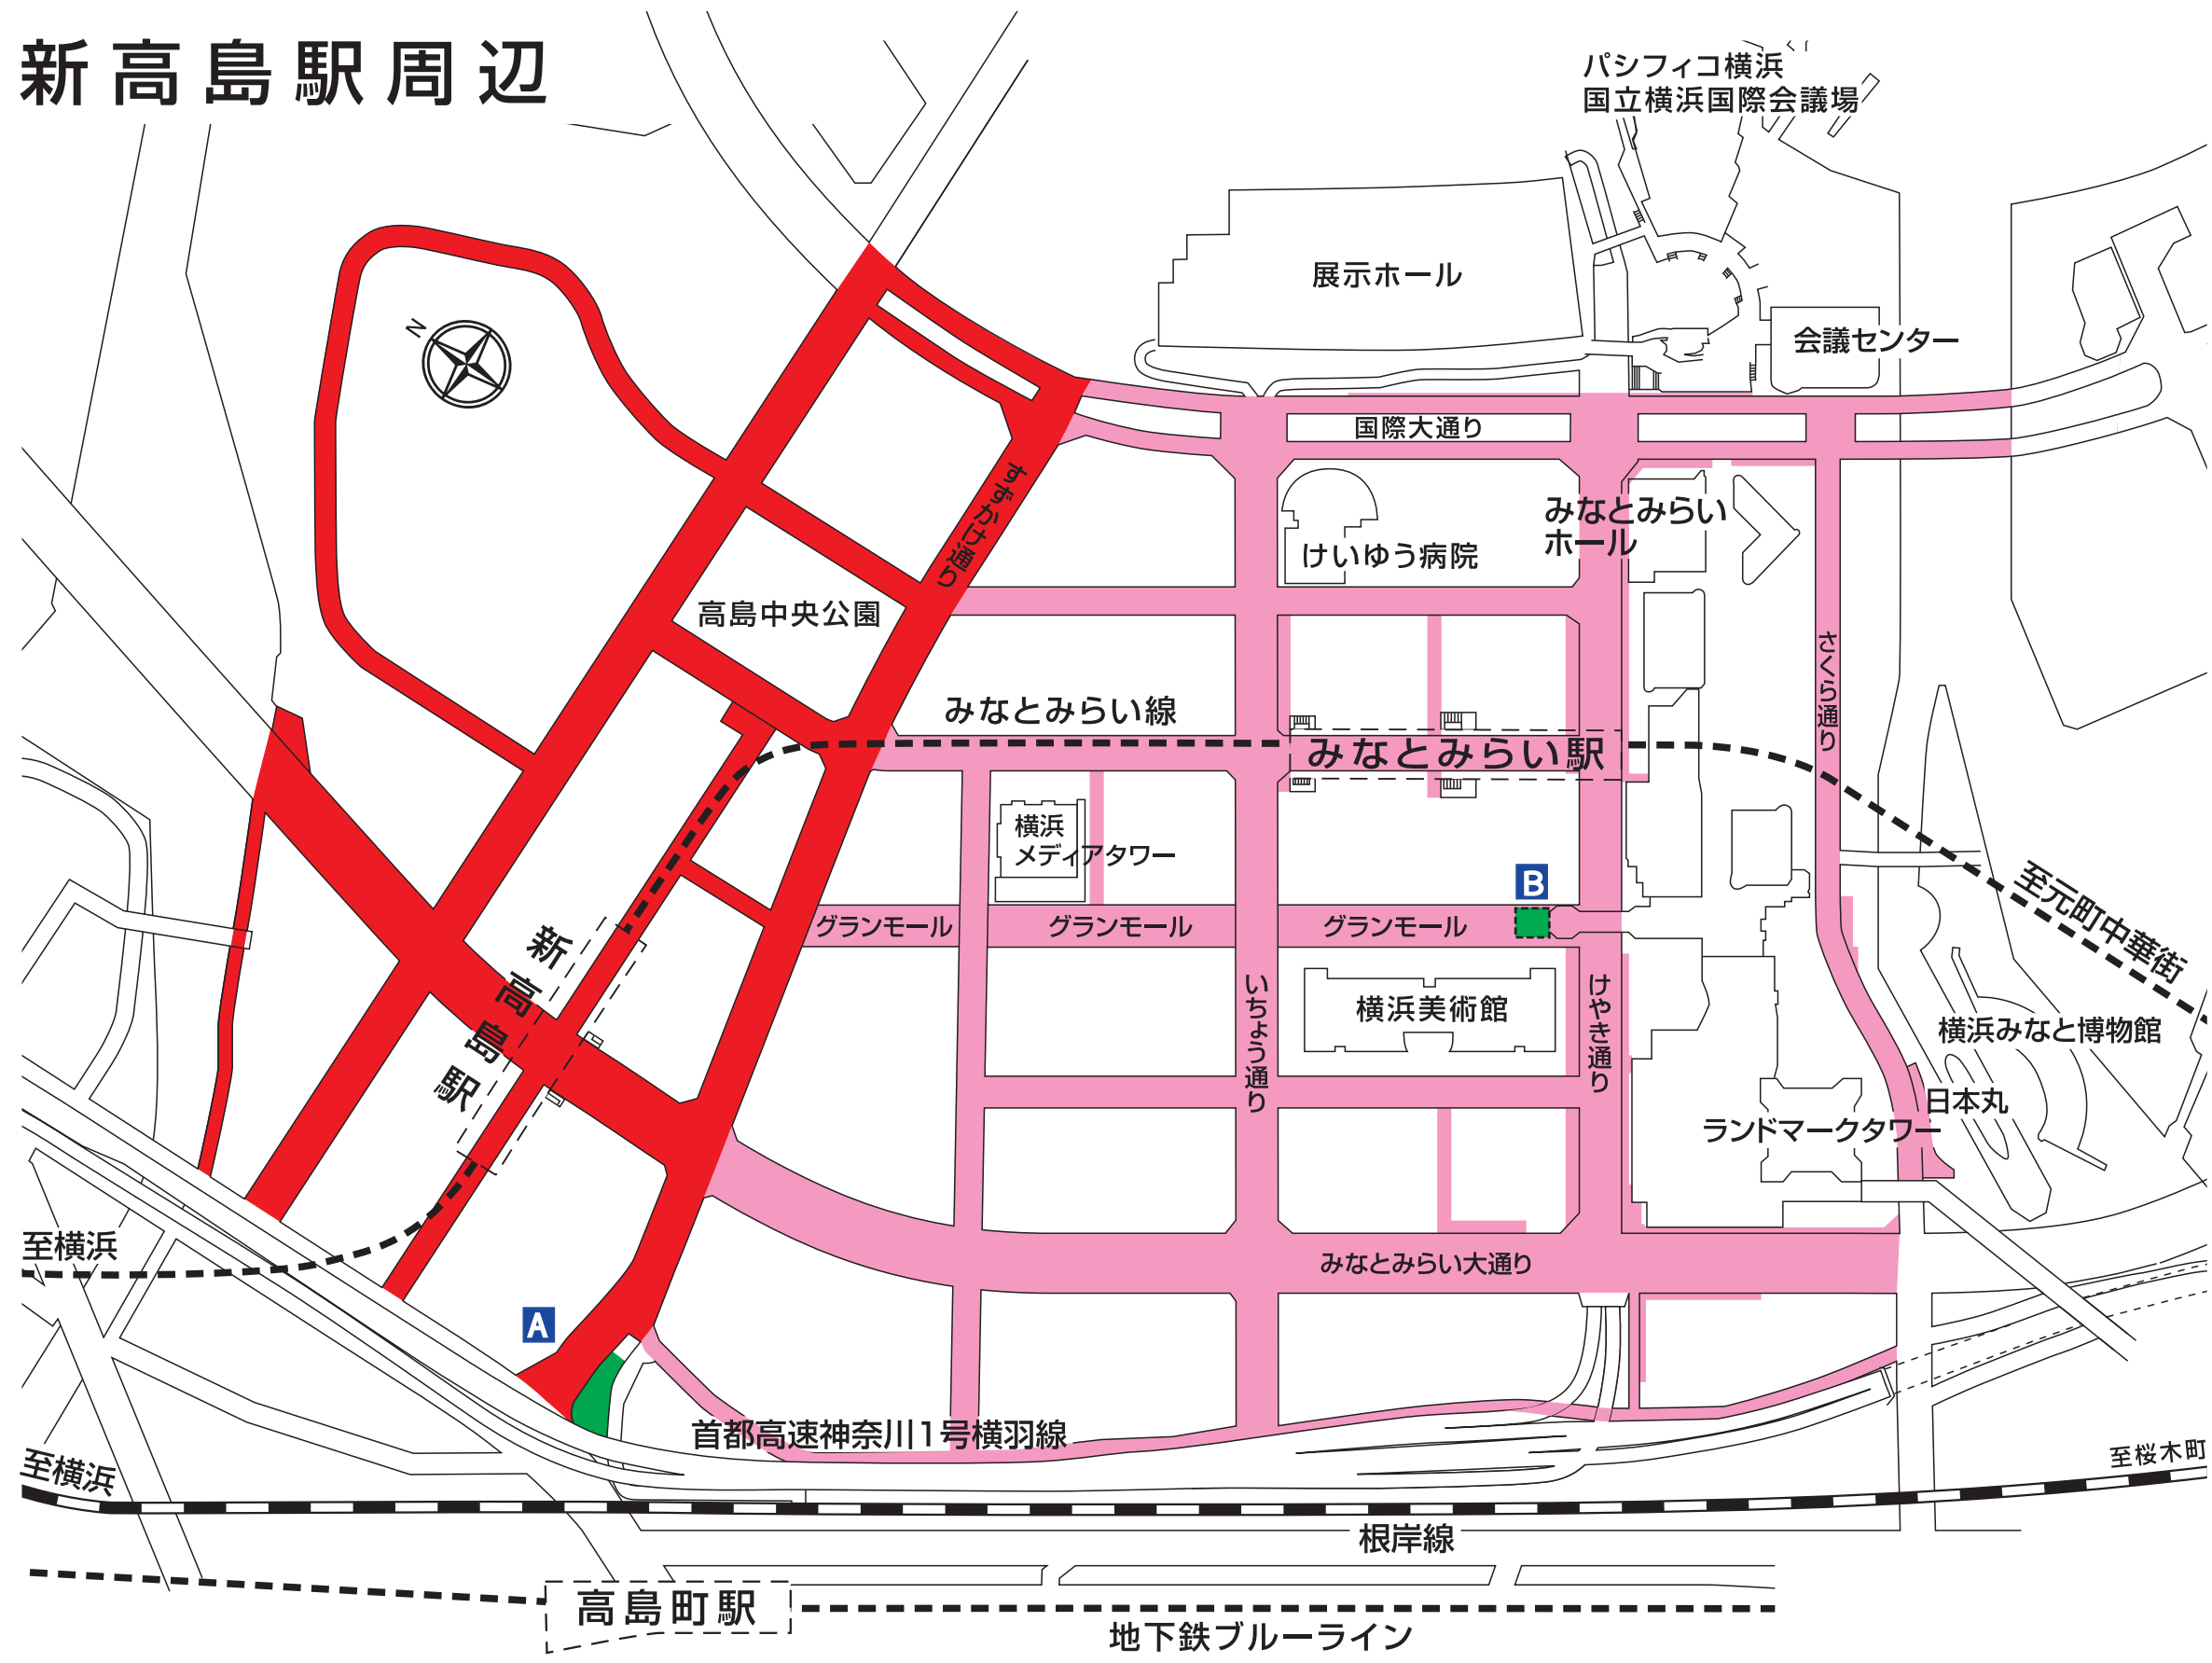 新高島駅周辺
パシフィコ横浜
国立横浜国際会議場
展示ホール
会議センター
N
国際大通り
すずかけ通り
みなとみらい
ホール
けいゆう病院
高島中央公園
さくら通り
みなとみらい線
みなとみらい駅
横浜
メディアタワー
B
至元町中華街
グランモール
グランモール
グランモール
新高島駅
いちょう通り
横浜美術館
けやき通り
横浜みなと博物館
日本丸
ランドマークタワー
至横浜
みなとみらい大通り
A
首都高速神奈川1号横羽線
至横浜
至桜木町
根岸線
高島町駅
地下鉄ブルーライン